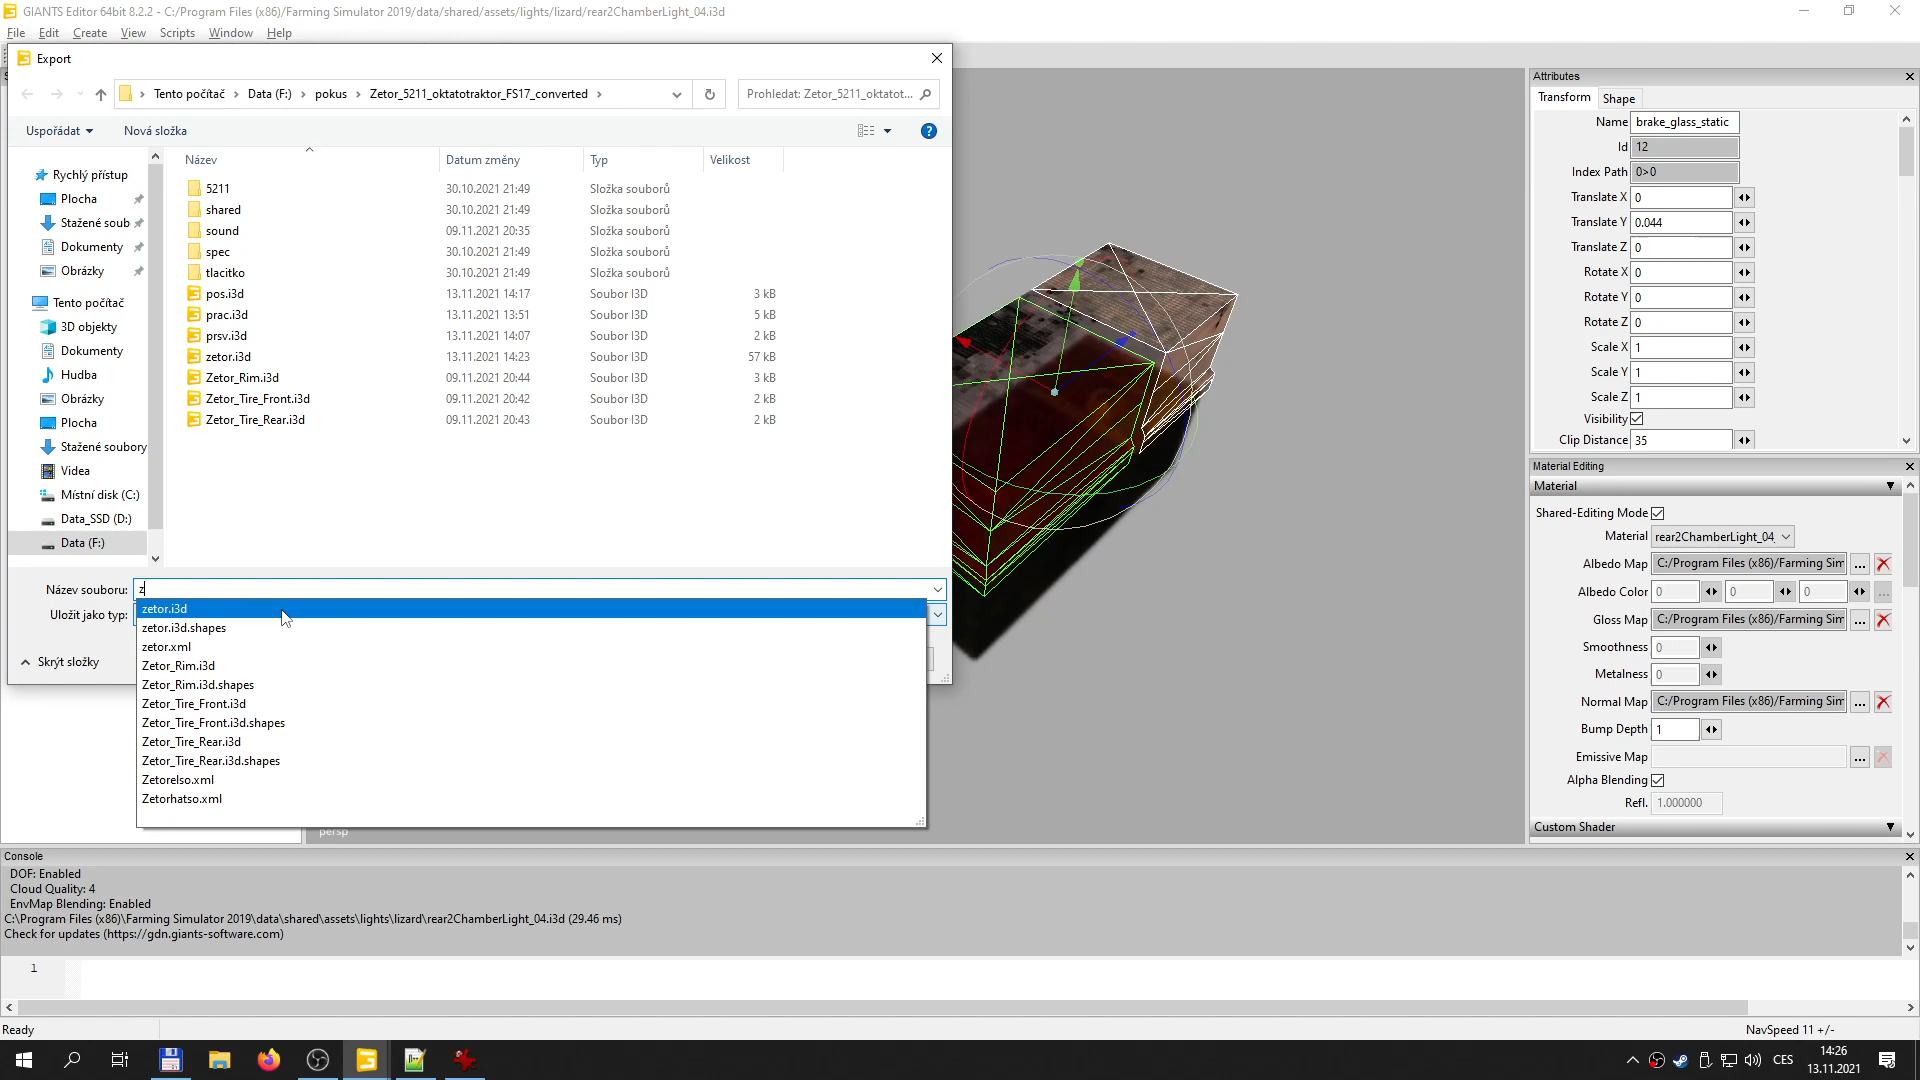 GIANTS Editor 64bit 8.2.2 - C:/Program Files (x86)/Farming Simulator 2019/data/shared/assets/lights/lizard/rear2ChamberLight_04.i3d
File Edit Create View Scripts Window Help
Export
Tento počítač › Data (F:) › pokus › Zetor_5211_oktatotraktor_FS17_converted ›
Prohledat: Zetor_5211_oktatot...
Uspořádat
Nová složka
Název Datum změny Typ Velikost
Rychlý přístup
Plocha
Stažené soub
Dokumenty
Obrázky
Tento počítač
3D objekty
Dokumenty
Hudba
Obrázky
Plocha
Stažené soubory
Videa
Místní disk (C:)
Data_SSD (D:)
Data (F:)
5211 30.10.2021 21:49 Složka souborů
shared 30.10.2021 21:49 Složka souborů
sound 09.11.2021 20:35 Složka souborů
spec 30.10.2021 21:49 Složka souborů
tlacitko 30.10.2021 21:49 Složka souborů
pos.i3d 13.11.2021 14:17 Soubor I3D 3 kB
prac.i3d 13.11.2021 13:51 Soubor I3D 5 kB
prsv.i3d 13.11.2021 14:07 Soubor I3D 2 kB
zetor.i3d 13.11.2021 14:23 Soubor I3D 57 kB
Zetor_Rim.i3d 09.11.2021 20:44 Soubor I3D 3 kB
Zetor_Tire_Front.i3d 09.11.2021 20:42 Soubor I3D 2 kB
Zetor_Tire_Rear.i3d 09.11.2021 20:43 Soubor I3D 2 kB
Název souboru: z
Uložit jako typ:
Skrýt složky
zetor.i3d
zetor.i3d.shapes
zetor.xml
Zetor_Rim.i3d
Zetor_Rim.i3d.shapes
Zetor_Tire_Front.i3d
Zetor_Tire_Front.i3d.shapes
Zetor_Tire_Rear.i3d
Zetor_Tire_Rear.i3d.shapes
Zetorelso.xml
Zetorhatso.xml
persp
Attributes
Transform Shape
Name brake_glass_static
Id 12
Index Path 0>0
Translate X 0
Translate Y 0.044
Translate Z 0
Rotate X 0
Rotate Y 0
Rotate Z 0
Scale X 1
Scale Y 1
Scale Z 1
Visibility
Clip Distance 35
Material Editing
Material
Shared-Editing Mode
Material rear2ChamberLight_04
Albedo Map C:/Program Files (x86)/Farming Sim ...
Albedo Color 0 0 0 ...
Gloss Map C:/Program Files (x86)/Farming Sim ...
Smoothness 0
Metalness 0
Normal Map C:/Program Files (x86)/Farming Sim ...
Bump Depth 1
Emissive Map ...
Alpha Blending
Refl. 1.000000
Custom Shader
Console
DOF: Enabled
Cloud Quality: 4
EnvMap Blending: Enabled
C:\Program Files (x86)\Farming Simulator 2019\data\shared\assets\lights\lizard\rear2ChamberLight_04.i3d (29.46 ms)
Check for updates (https://gdn.giants-software.com)
1
Ready
NavSpeed 11 +/-
CES
14:26
13.11.2021